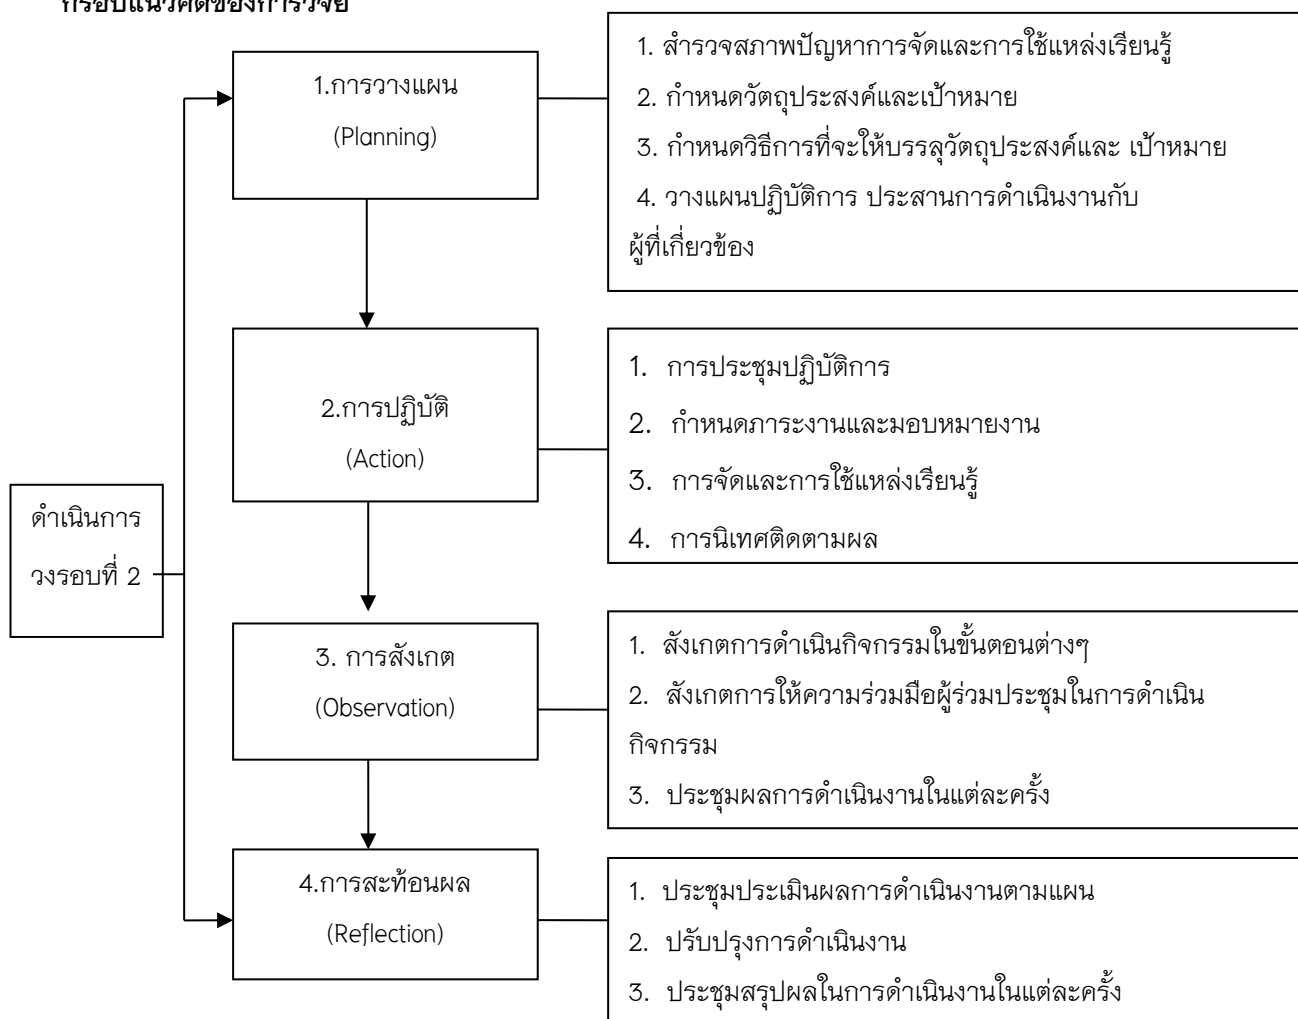 กรอบแนวคิดของการวิจัย
1.การวางแผน
(Planning)
1. สำรวจสภาพปัญหาการจัดและการใช้แหล่งเรียนรู้
2. กำหนดวัตถุประสงค์และเป้าหมาย
3. กำหนดวิธีการที่จะให้บรรลุวัตถุประสงค์และ เป้าหมาย
4. วางแผนปฏิบัติการ ประสานการดำเนินงานกับ
ผู้ที่เกี่ยวข้อง
2.การปฏิบัติ
(Action)
1. การประชุมปฏิบัติการ
2. กำหนดภาระงานและมอบหมายงาน
3. การจัดและการใช้แหล่งเรียนรู้
4. การนิเทศติดตามผล
ดำเนินการ
วงรอบที่ 2
3. การสังเกต
(Observation)
1. สังเกตการดำเนินกิจกรรมในขั้นตอนต่างๆ
2. สังเกตการให้ความร่วมมือผู้ร่วมประชุมในการดำเนิน
กิจกรรม
3. ประชุมผลการดำเนินงานในแต่ละครั้ง
4.การสะท้อนผล
(Reflection)
1. ประชุมประเมินผลการดำเนินงานตามแผน
2. ปรับปรุงการดำเนินงาน
3. ประชุมสรุปผลในการดำเนินงานในแต่ละครั้ง